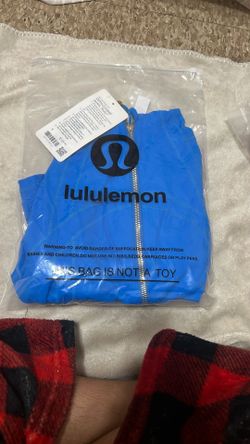 lululemon
WARNING:TO AVOID DANGER OF SUFFOCATION,KEEP AWAY FROM
BABIES AND CHILDREN.DO NOT USE IN CRIBS,BEDS,CARRIAGES OR PLAY PENS.
THIS BAG IS NOT A TOY